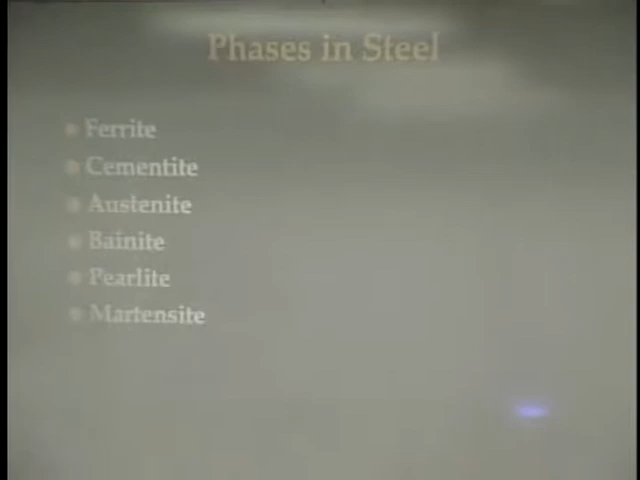 Phases in Steel
Ferrite
Cementite
Austenite
Bainite
Pearlite
Martensite